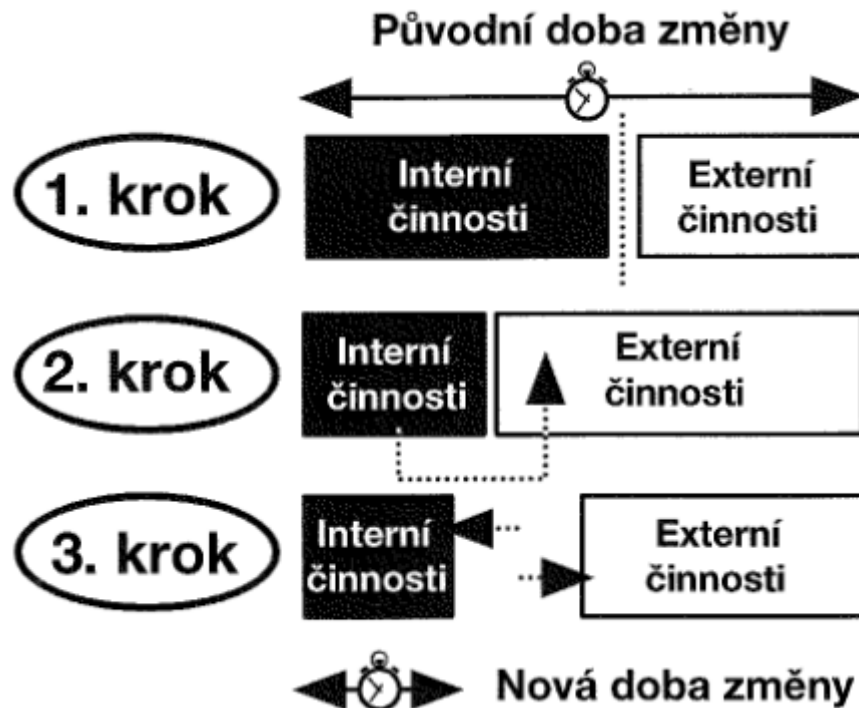 Původní doba změny
1. krok
Interní
činnosti
Externí
činnosti
2. krok
Interní
činnosti
Externí
činnosti
3. krok
Interní
činnosti
Externí
činnosti
Nová doba změny